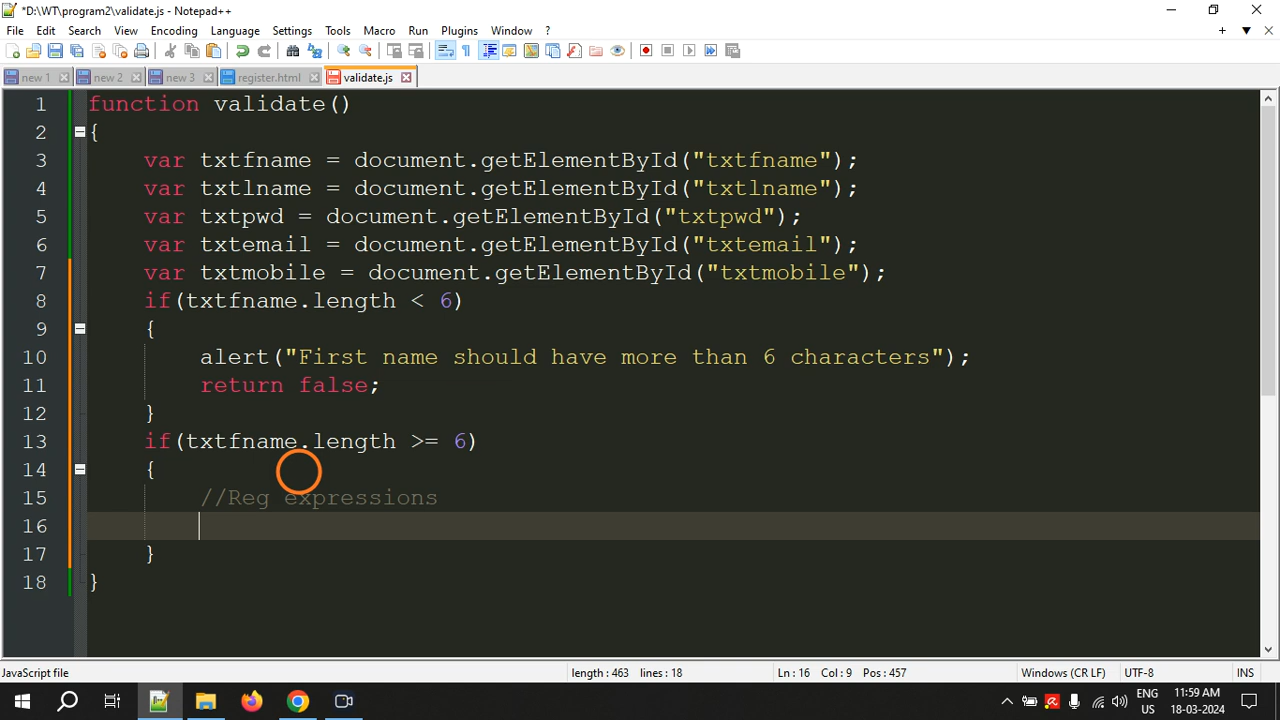 *D:\WT\program2\validate.js - Notepad++
File Edit Search View Encoding Language Settings Tools Macro Run Plugins Window ?
new 1 new 2 new 3 register.html validate.js
1 function validate()
2 {
3 var txtfname = document.getElementById("txtfname");
4 var txtlname = document.getElementById("txtlname");
5 var txtpwd = document.getElementById("txtpwd");
6 var txtemail = document.getElementById("txtemail");
7 var txtmobile = document.getElementById("txtmobile");
8 if(txtfname.length < 6)
9 {
10 alert("First name should have more than 6 characters");
11 return false;
12 }
13 if(txtfname.length >= 6)
14 {
15 //Reg expressions
16
17 }
18 }
JavaScript file length : 463 lines : 18 Ln : 16 Col : 9 Pos : 457 Windows (CR LF) UTF-8 INS
ENG 11:59 AM
US 18-03-2024